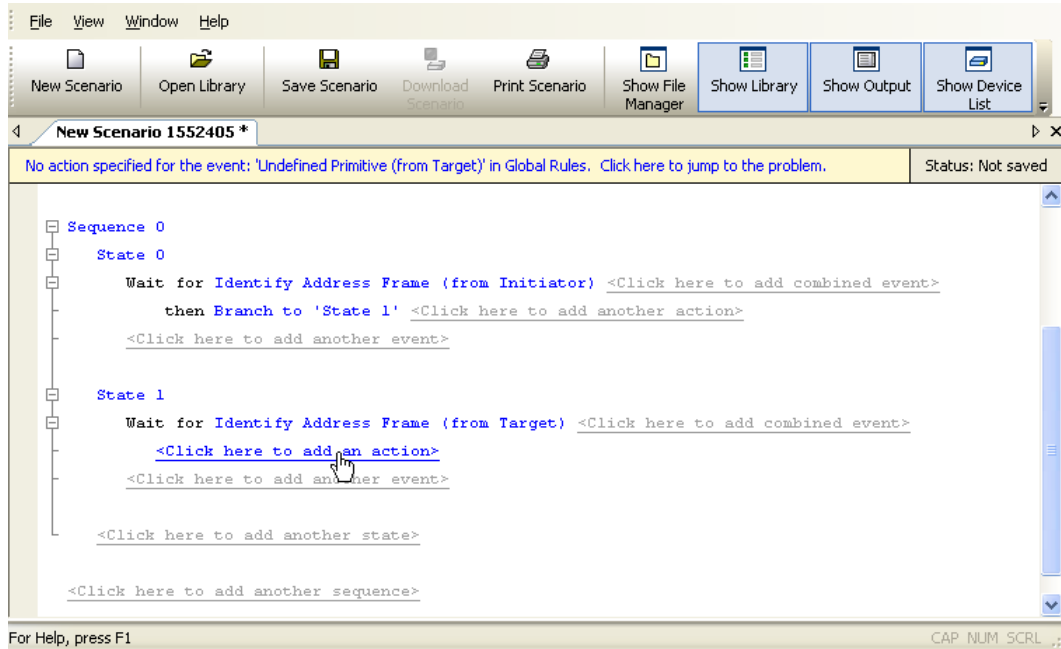 File View Window Help
New Scenario Open Library Save Scenario Download Scenario Print Scenario Show File Manager Show Library Show Output Show Device List
New Scenario 1552405 *
No action specified for the event: 'Undefined Primitive (from Target)' in Global Rules. Click here to jump to the problem. Status: Not saved
Sequence 0
State 0
Wait for Identify Address Frame (from Initiator) <Click here to add combined event>
then Branch to 'State 1' <Click here to add another action>
<Click here to add another event>
State 1
Wait for Identify Address Frame (from Target) <Click here to add combined event>
<Click here to add an action>
<Click here to add another event>
<Click here to add another state>
<Click here to add another sequence>
For Help, press F1 CAP NUM SCRL